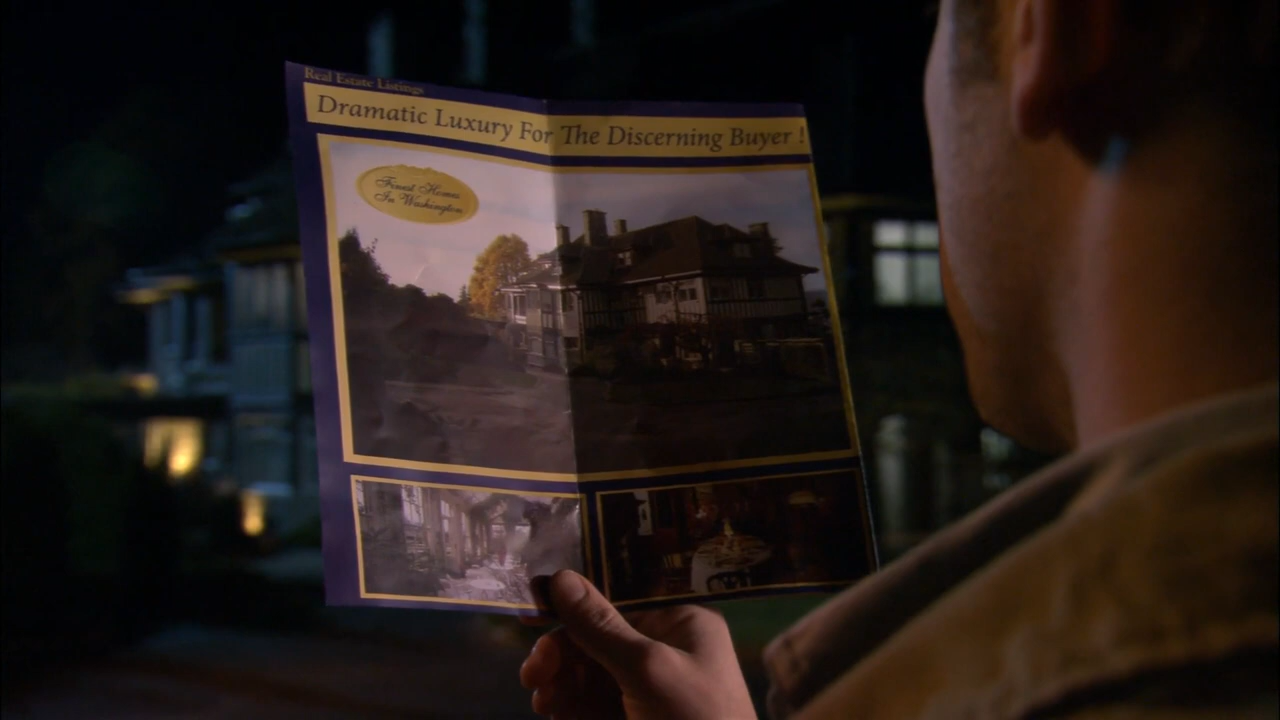 Real Estate Listings
Dramatic Luxury For The Discerning Buyer !
Finest Homes
In Washington